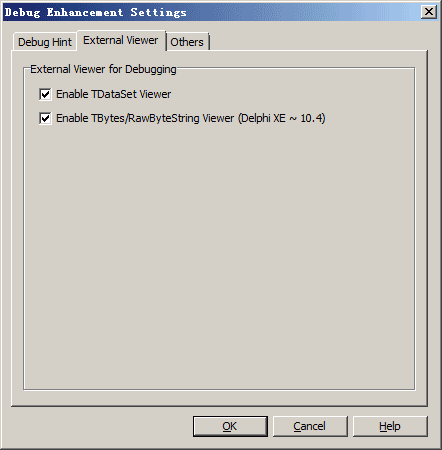 Debug Enhancement Settings
Debug Hint External Viewer Others
External Viewer for Debugging
Enable TDataSet Viewer
Enable TBytes/RawByteString Viewer (Delphi XE ~ 10.4)
OK Cancel Help